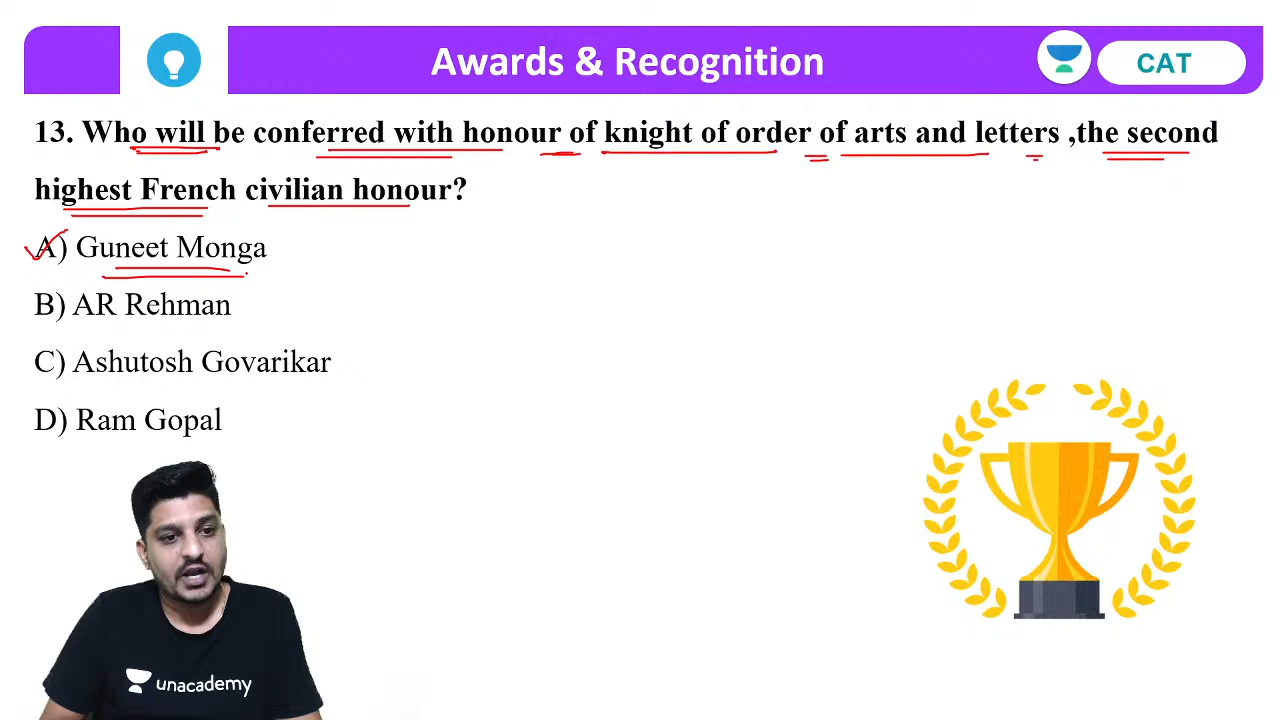 Awards & Recognition
CAT
13. Who will be conferred with honour of knight of order of arts and letters ,the second
highest French civilian honour?
A) Guneet Monga
B) AR Rehman
C) Ashutosh Govarikar
D) Ram Gopal
unacademy